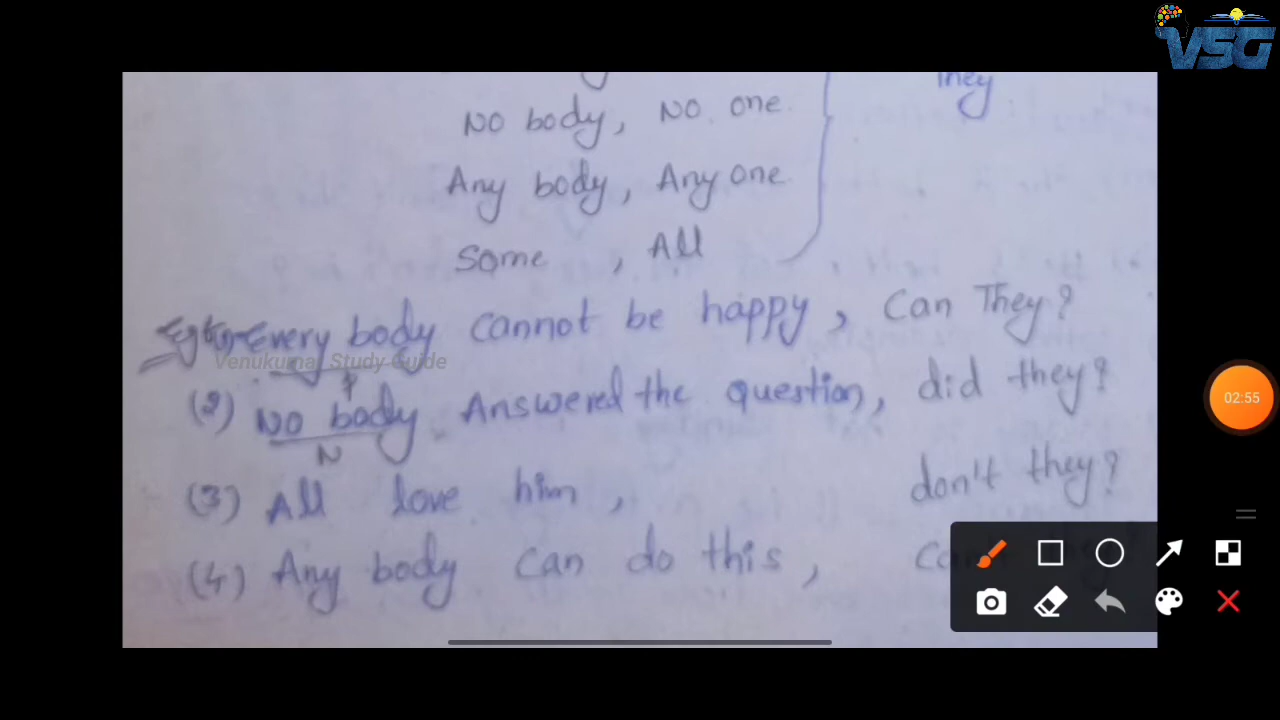 VSG
They
No body, No one
Any body, Any one
Some , All
Every body cannot be happy, Can They?
Venukumar Study Guide
P
(2) No body Answered the question, did they?
N
(3) All love him, don't they?
(4) Any body can do this,
02:55